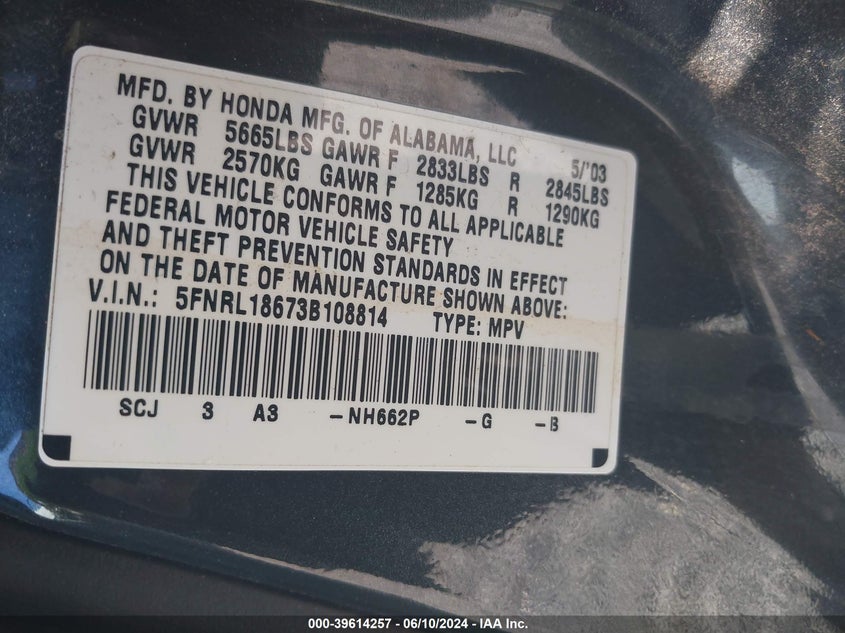 MFD. BY HONDA MFG. OF ALABAMA, LLC 5/'03
GVWR 5665LBS GAWR F 2833LBS R 2845LBS
GVWR 2570KG GAWR F 1285KG R 1290KG
THIS VEHICLE CONFORMS TO ALL APPLICABLE
FEDERAL MOTOR VEHICLE SAFETY
AND THEFT PREVENTION STANDARDS IN EFFECT
ON THE DATE OF MANUFACTURE SHOWN ABOVE:
V.I.N.: 5FNRL18673B108814 TYPE: MPV
SCJ 3 A3 -NH662P -G -B
000-39614257 - 06/10/2024 - IAA Inc.